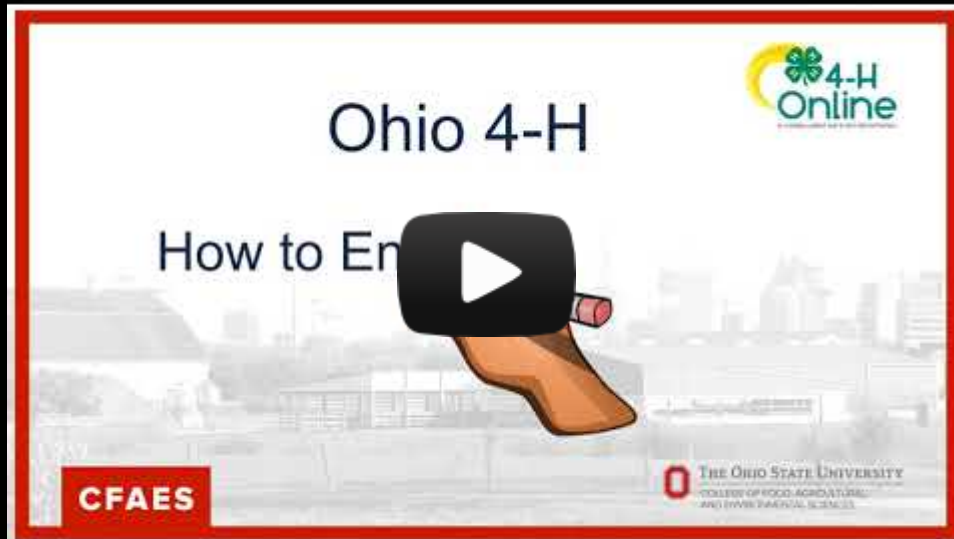 4-H
Online
Ohio 4-H
How to En
CFAES
THE OHIO STATE UNIVERSITY
COLLEGE OF FOOD, AGRICULTURAL,
AND ENVIRONMENTAL SCIENCES